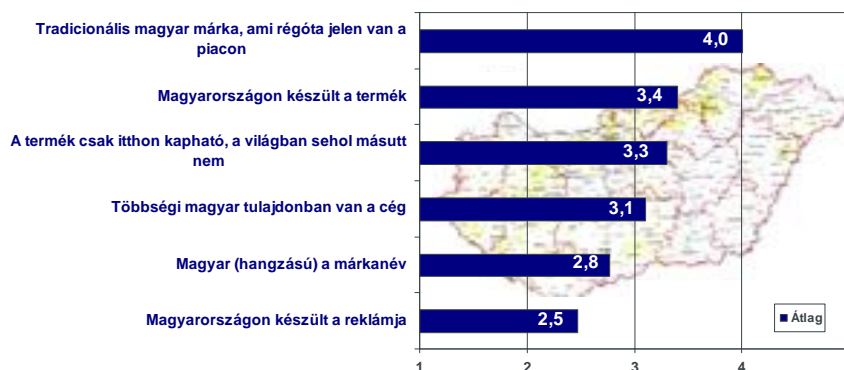 Tradicionális magyar márka, ami régóta jelen van a
piacon
4,0
Magyarországon készült a termék
3,4
A termék csak itthon kapható, a világban sehol másutt
nem
3,3
Többségi magyar tulajdonban van a cég
3,1
Magyar (hangzású) a márkanév
2,8
Magyarországon készült a reklámja
2,5
Átlag
1 2 3 4